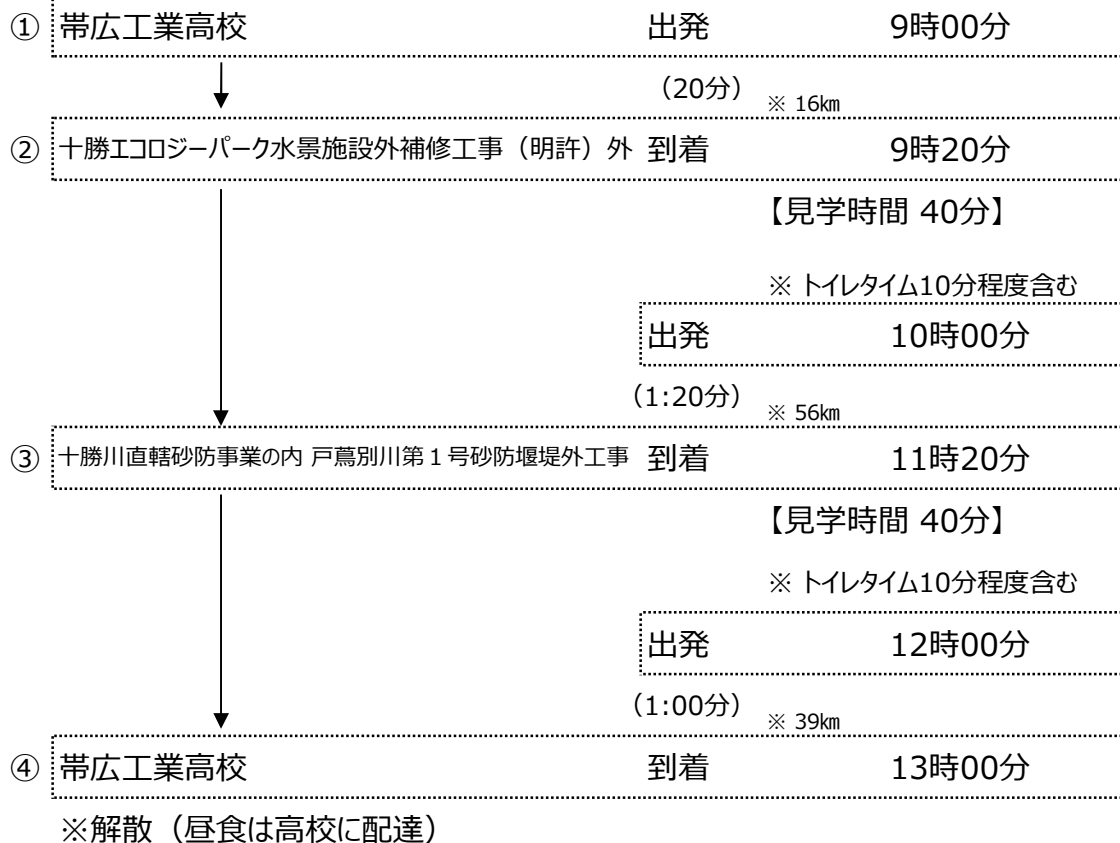 ① 帯広工業高校 出発 9時00分
（20分） ※ 16㎞
② 十勝エコロジーパーク水景施設外補修工事（明許）外 到着 9時20分
【見学時間 40分】
※ トイレタイム10分程度含む
出発 10時00分
（1:20分） ※ 56㎞
③ 十勝川直轄砂防事業の内 戸蔦別川第１号砂防堰堤外工事 到着 11時20分
【見学時間 40分】
※ トイレタイム10分程度含む
出発 12時00分
（1:00分） ※ 39㎞
④ 帯広工業高校 到着 13時00分
※解散（昼食は高校に配達）